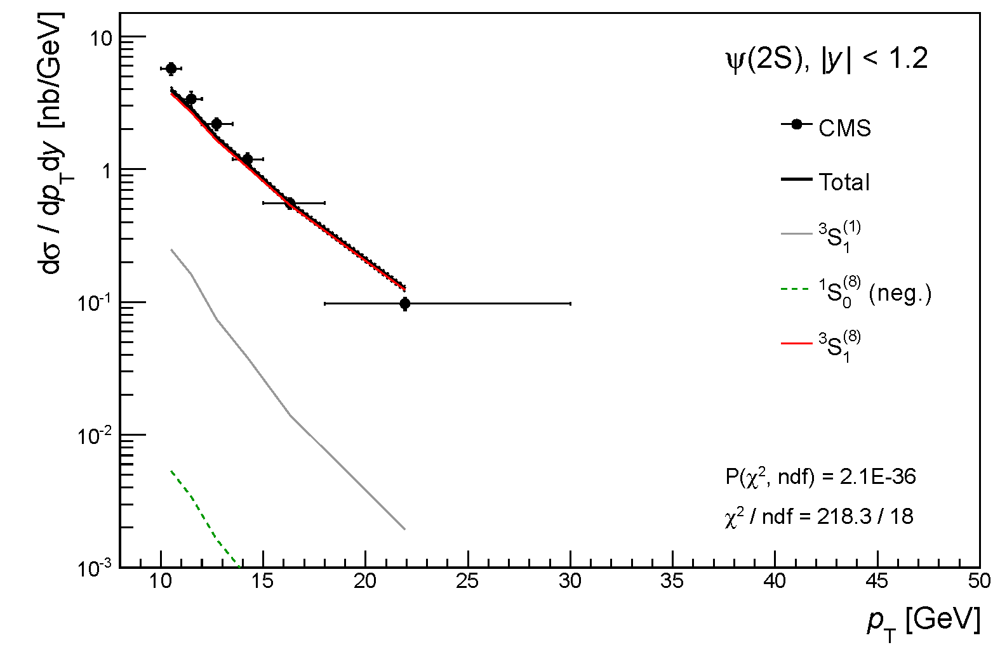 dσ / dp_T dy [nb/GeV]
ψ(2S), |y| < 1.2
CMS
Total
³S₁⁽¹⁾
¹S₀⁽⁸⁾ (neg.)
³S₁⁽⁸⁾
P(χ², ndf) = 2.1E-36
χ² / ndf = 218.3 / 18
10
1
10⁻¹
10⁻²
10⁻³
10 15 20 25 30 35 40 45 50
p_T [GeV]